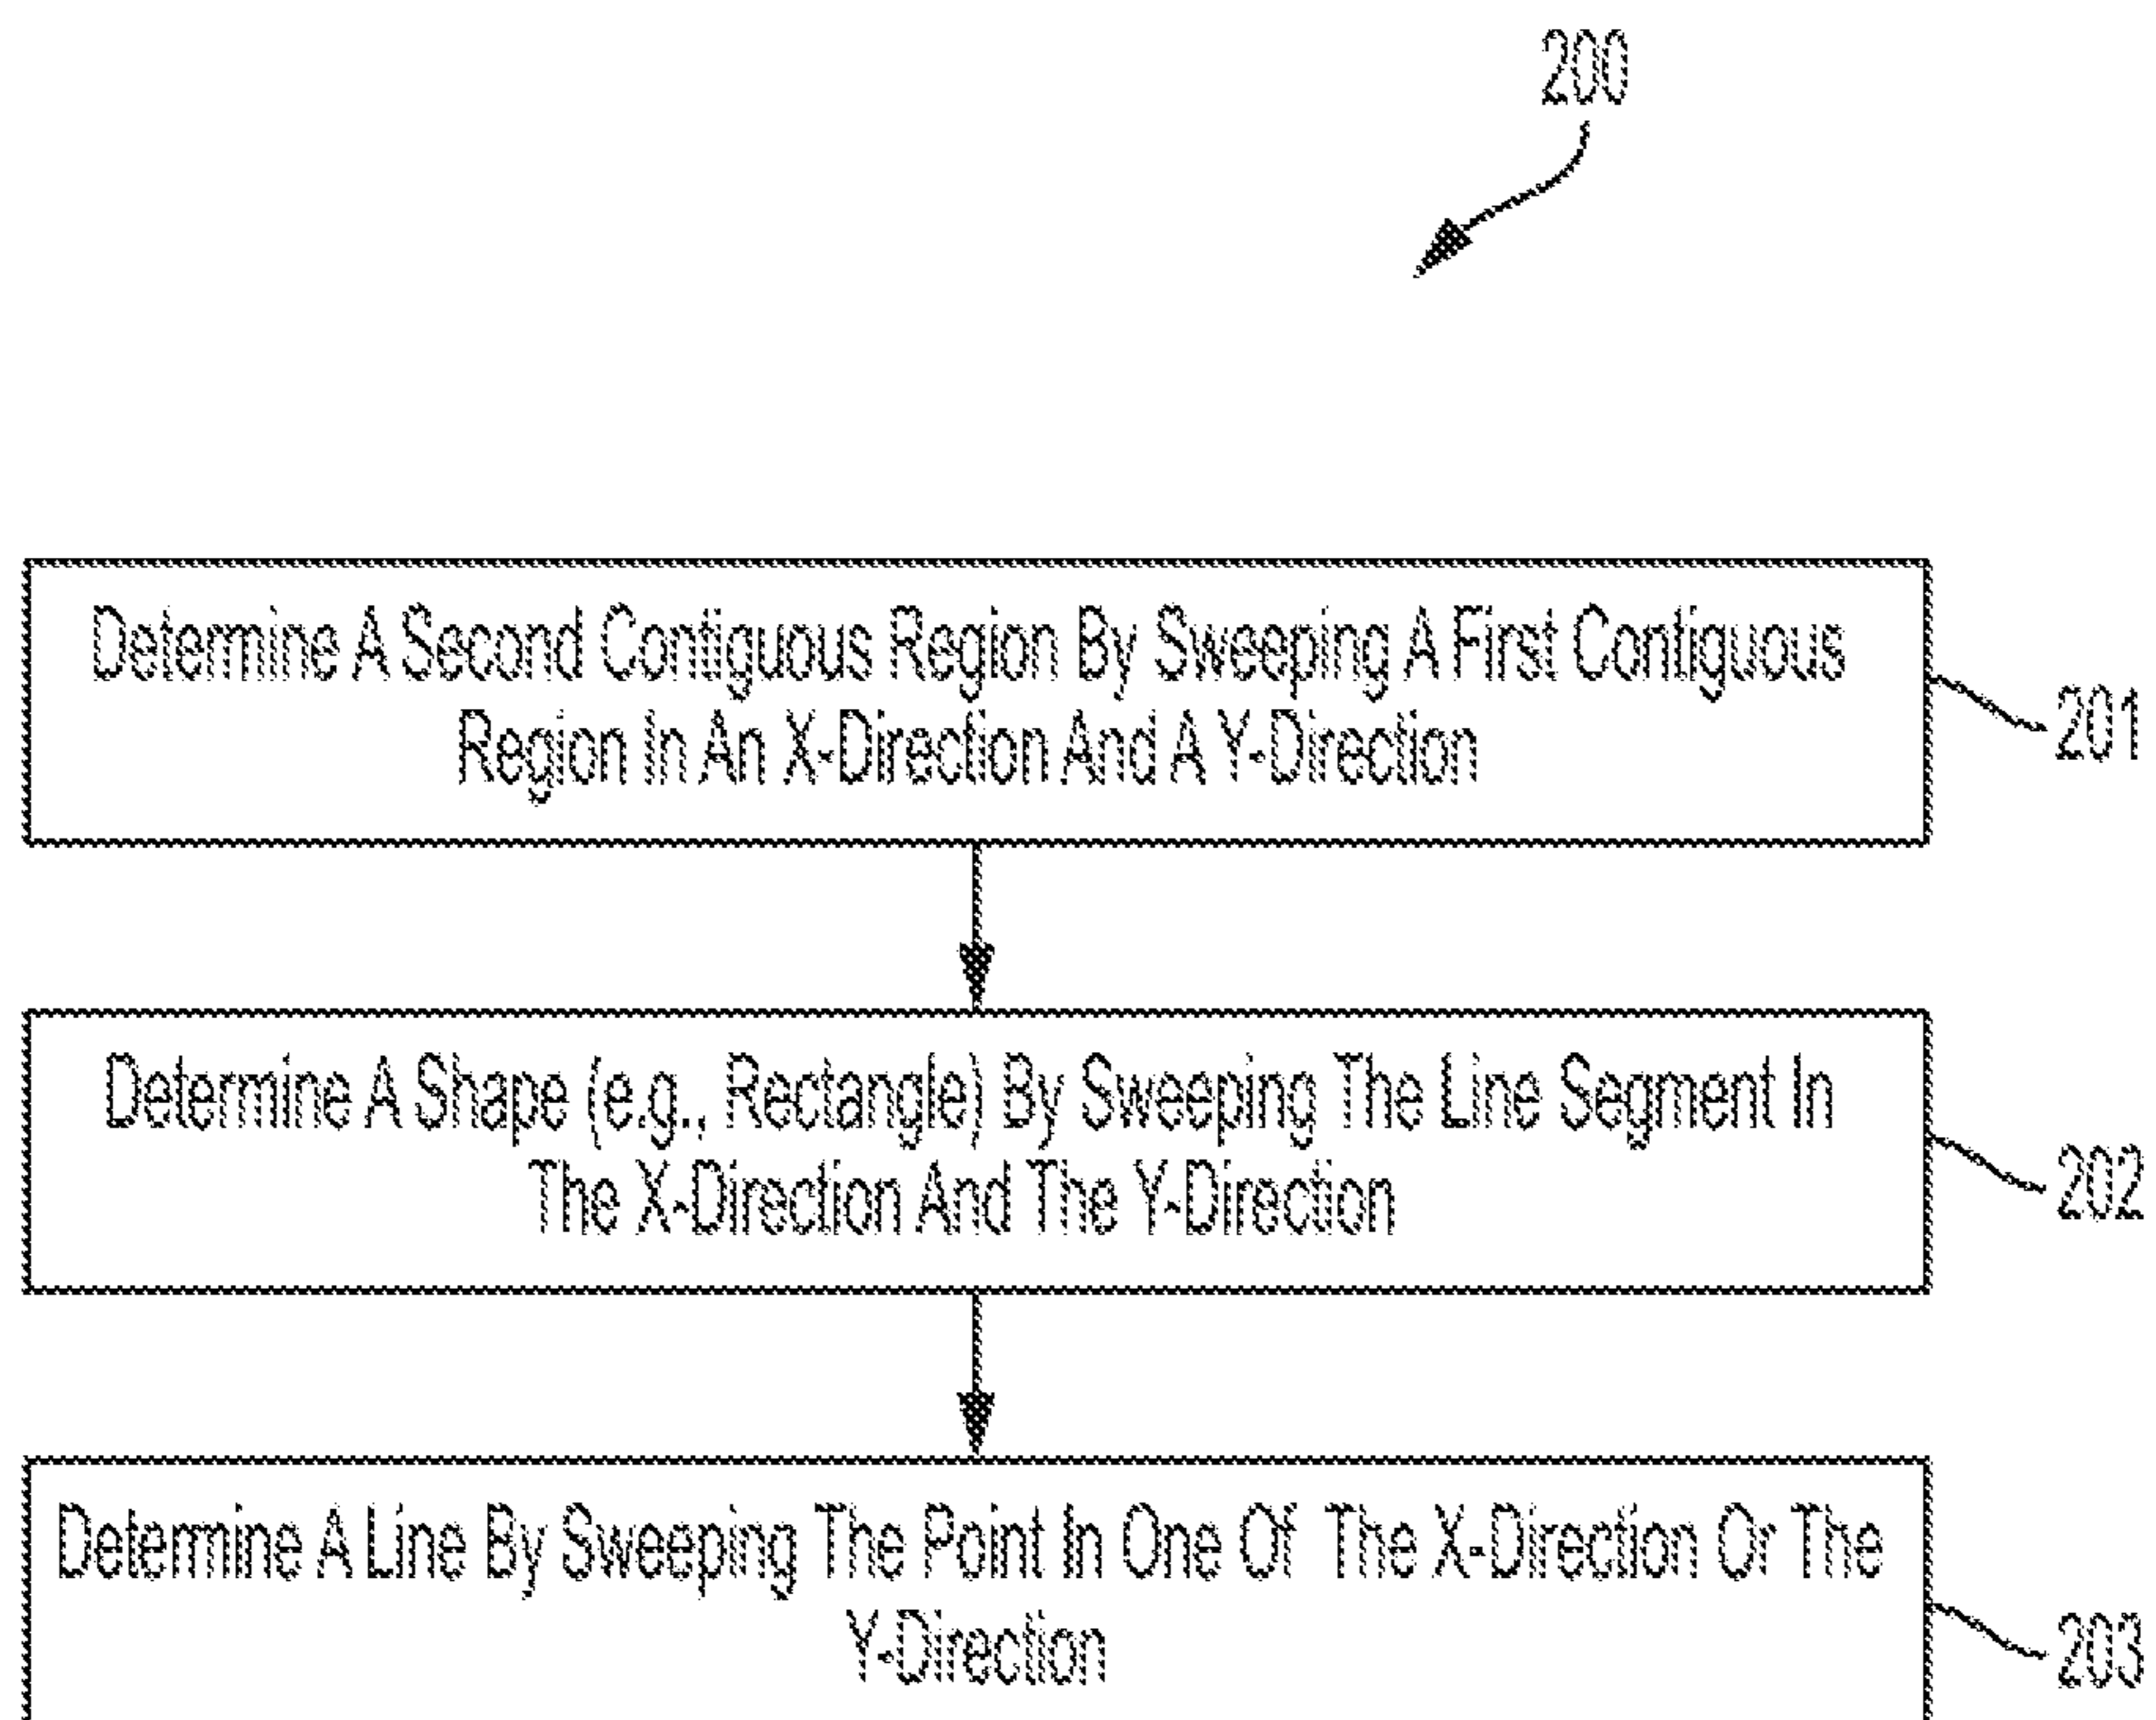 200
Determine A Second Contiguous Region By Sweeping A First Contiguous
Region In An X-Direction And A Y-Direction
201
Determine A Shape (e.g., Rectangle) By Sweeping The Line Segment In
The X-Direction And The Y-Direction
202
Determine A Line By Sweeping The Point In One Of The X-Direction Or The
Y-Direction
203